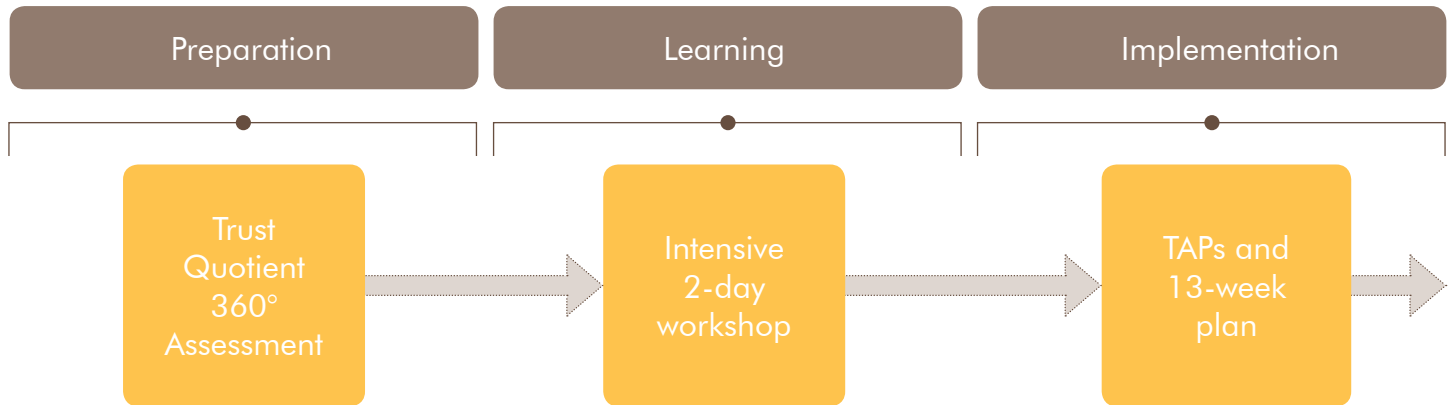 Preparation
Learning
Implementation
Trust
Quotient
360°
Assessment
Intensive
2-day
workshop
TAPs and
13-week
plan